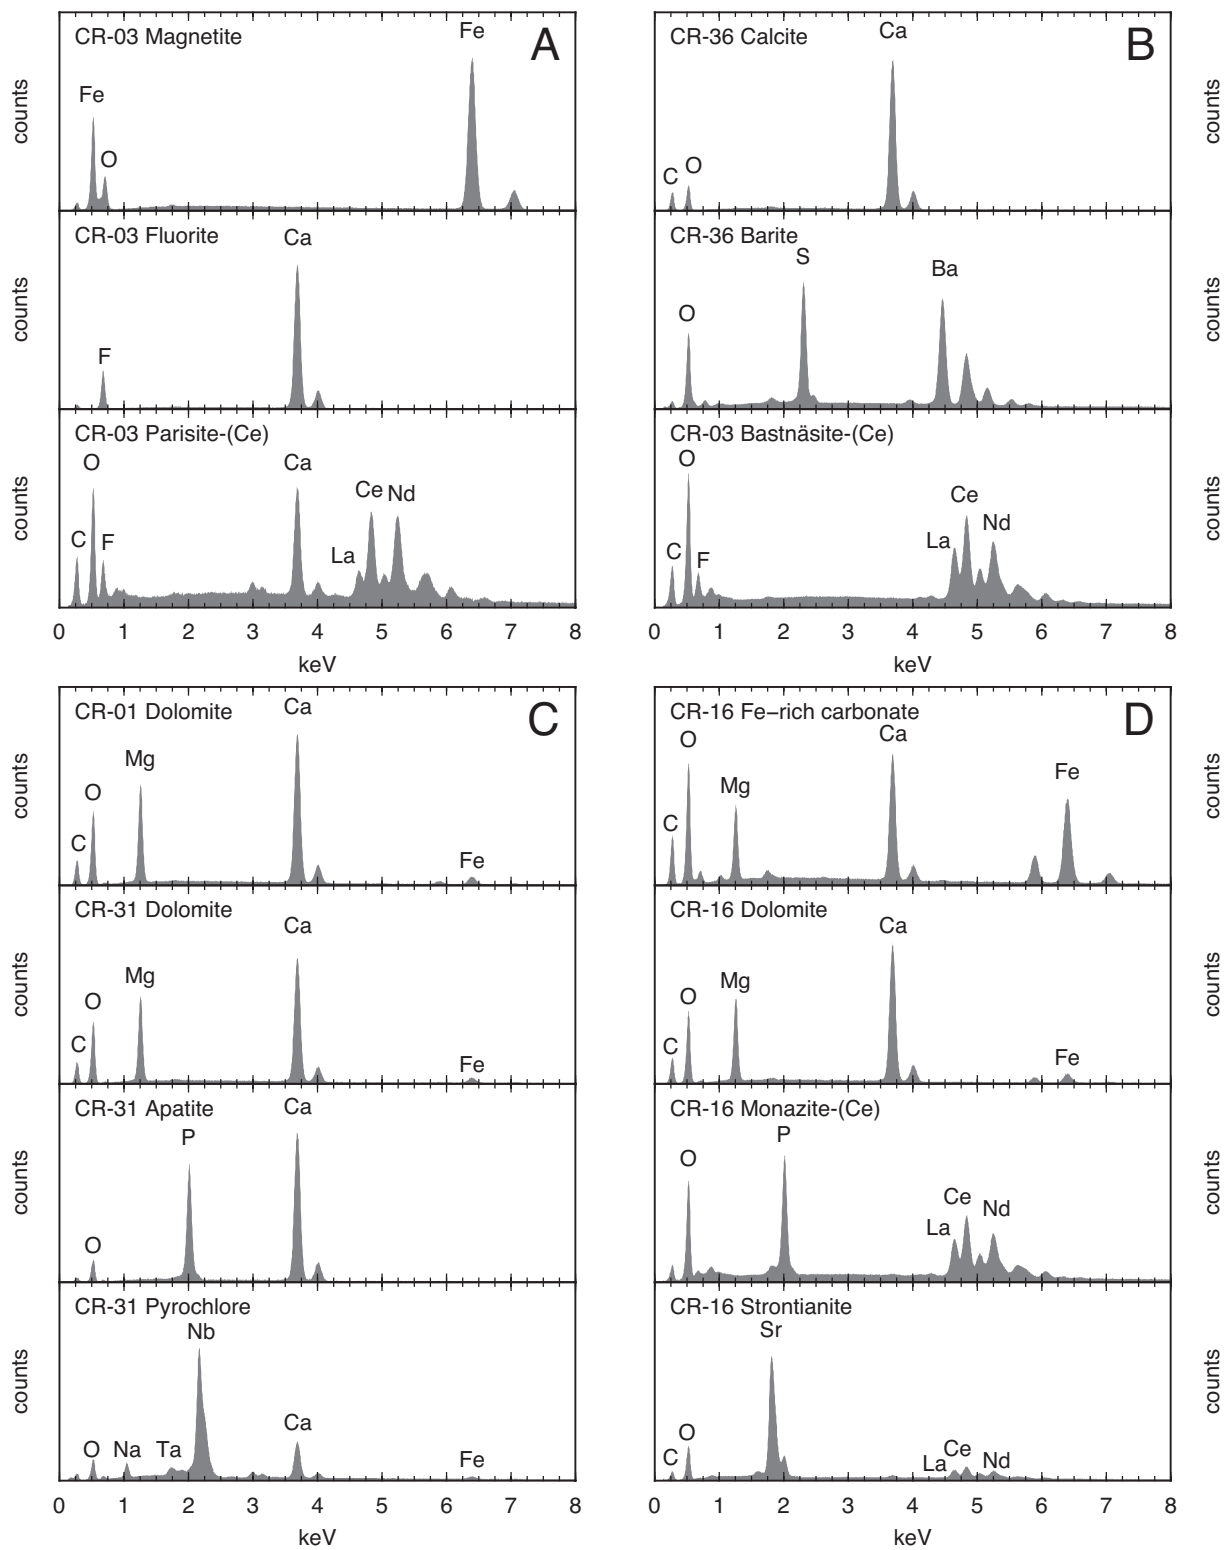 CR-03 Magnetite
Fe
A
Fe
O
counts
CR-03 Fluorite
Ca
F
counts
CR-03 Parisite-(Ce)
O
Ca
Ce
Nd
C
F
La
counts
0 1 2 3 4 5 6 7 8
keV
CR-36 Calcite
Ca
B
C
O
counts
CR-36 Barite
S
Ba
O
counts
CR-03 Bastnäsite-(Ce)
O
Ce
Nd
La
C
F
counts
0 1 2 3 4 5 6 7 8
keV
CR-01 Dolomite
Ca
C
Mg
O
C
Fe
counts
CR-31 Dolomite
Ca
Mg
O
C
Fe
counts
CR-31 Apatite
Ca
P
O
counts
CR-31 Pyrochlore
Nb
Ca
O Na Ta
Fe
counts
0 1 2 3 4 5 6 7 8
keV
CR-16 Fe–rich carbonate
D
O
Ca
Mg
Fe
C
counts
CR-16 Dolomite
Ca
Mg
O
C
Fe
counts
CR-16 Monazite-(Ce)
P
O
Ce
Nd
La
counts
CR-16 Strontianite
Sr
O
C
Ce
La
Nd
counts
0 1 2 3 4 5 6 7 8
keV